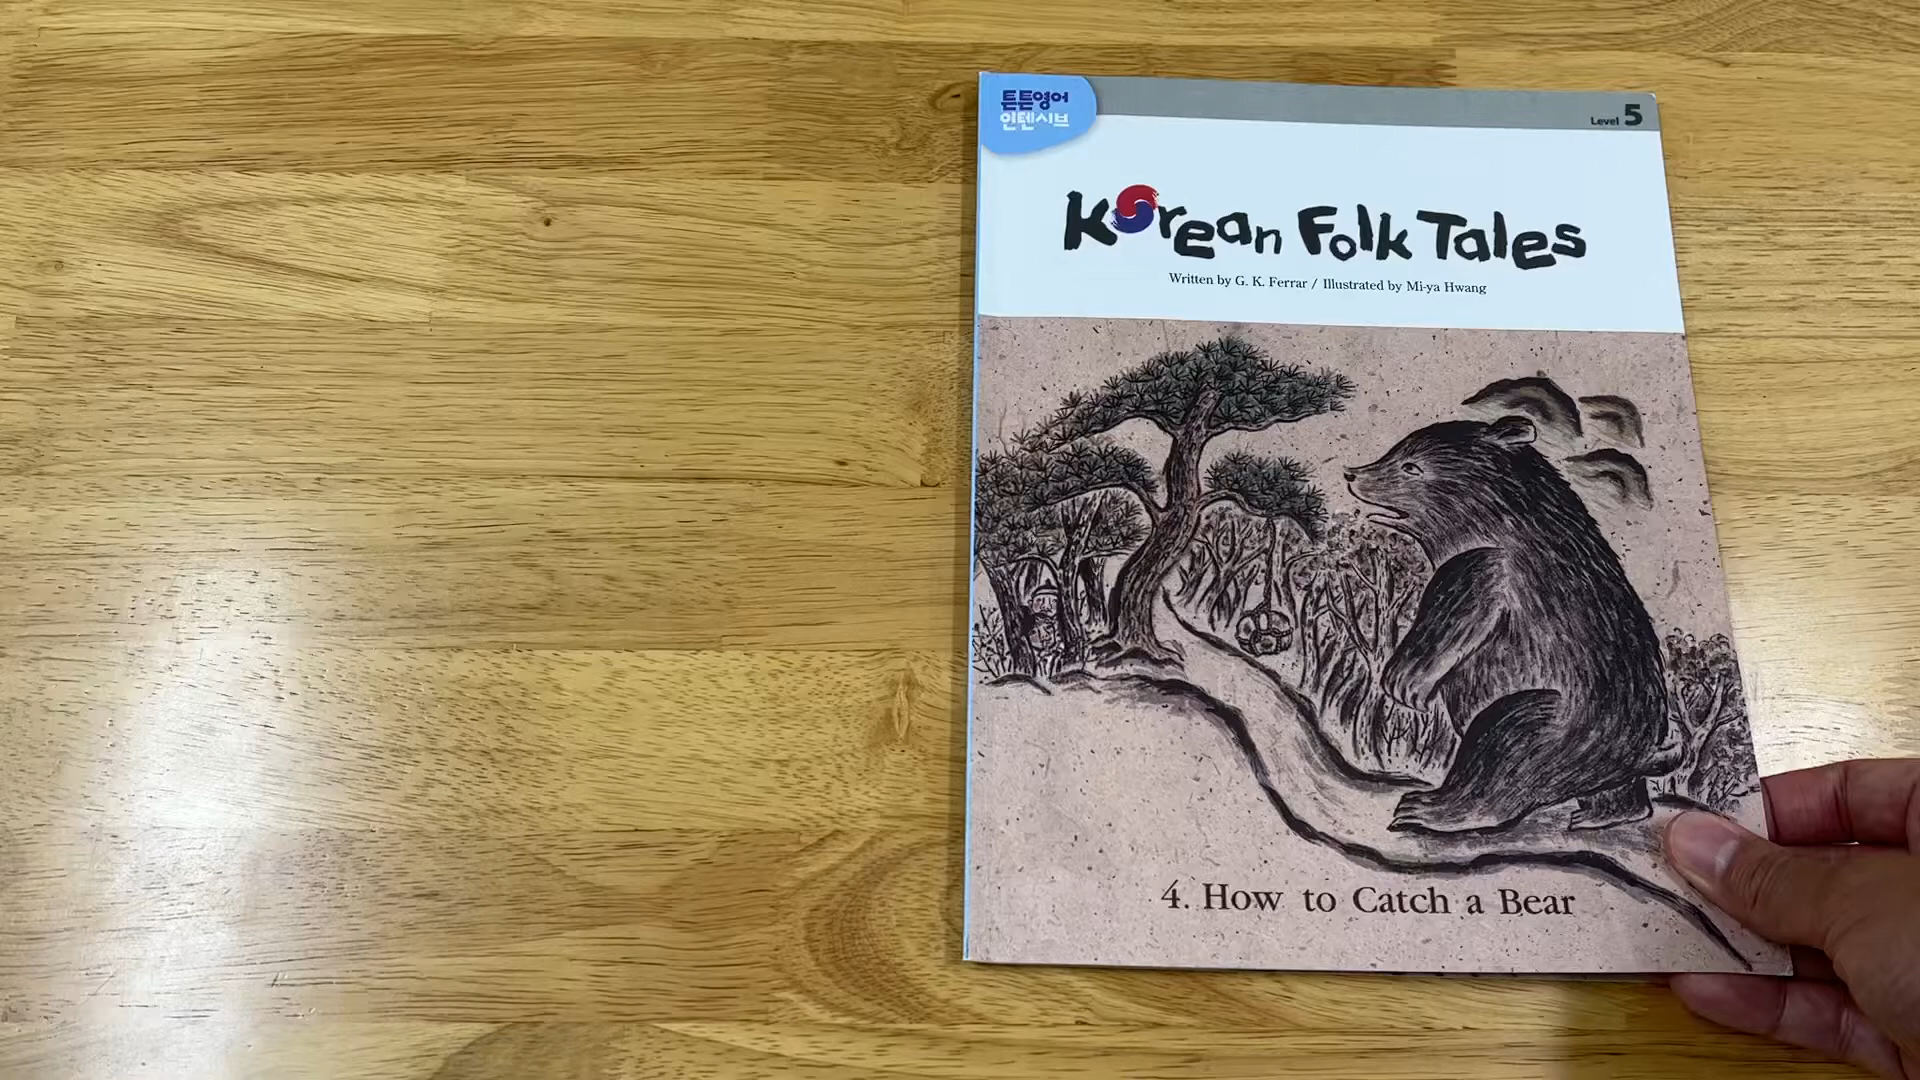 튼튼영어
인텐시브
Level 5
Korean Folk Tales
Written by G. K. Ferrar / Illustrated by Mi-ya Hwang
4. How to Catch a Bear